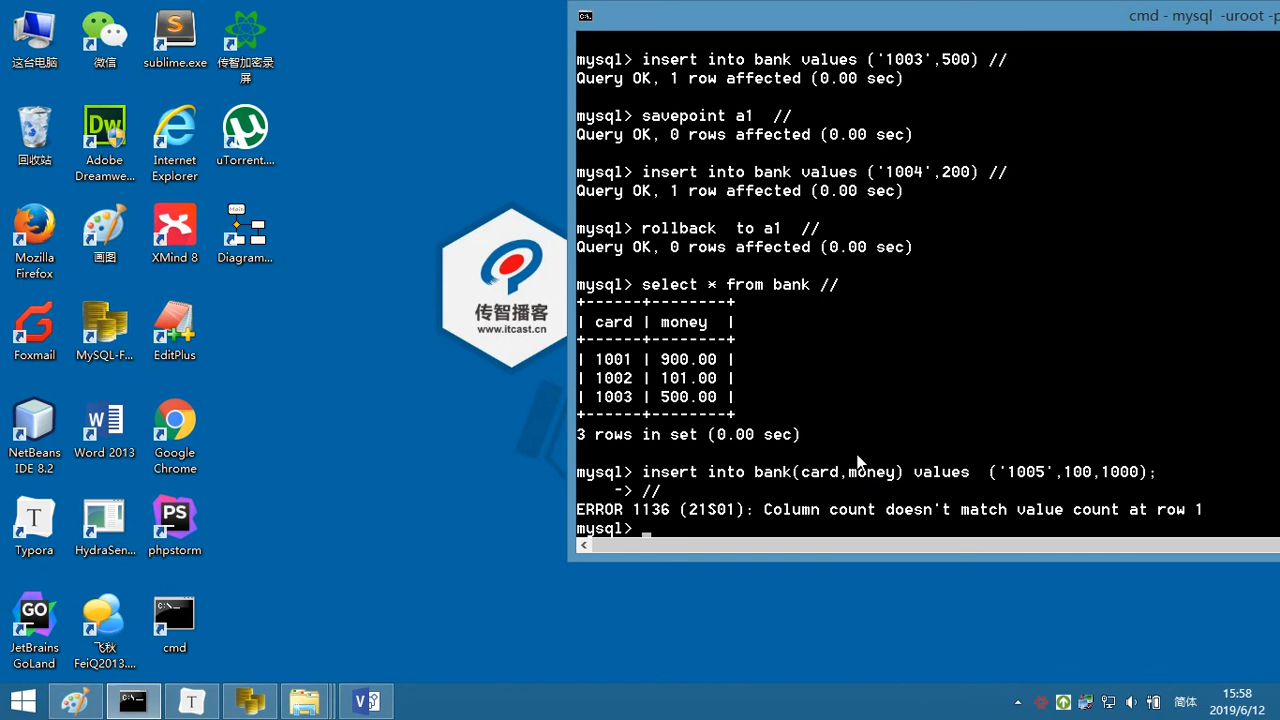 这台电脑
微信
sublime.exe
传智加密录
屏
回收站
Adobe
Dreamwe...
Internet
Explorer
uTorrent....
Mozilla
Firefox
画图
XMind 8
Diagram...
Foxmail
MySQL-F...
EditPlus
NetBeans
IDE 8.2
Word 2013
Google
Chrome
Typora
HydraSen...
phpstorm
JetBrains
GoLand
飞秋
FeiQ2013....
cmd
传智播客
www.itcast.cn
cmd - mysql  -uroot -p
mysql> insert into bank values ('1003',500) //
Query OK, 1 row affected (0.00 sec)
mysql> savepoint a1  //
Query OK, 0 rows affected (0.00 sec)
mysql> insert into bank values ('1004',200) //
Query OK, 1 row affected (0.00 sec)
mysql> rollback  to a1  //
Query OK, 0 rows affected (0.00 sec)
mysql> select * from bank //
+------+--------+
| card | money  |
+------+--------+
| 1001 | 900.00 |
| 1002 | 101.00 |
| 1003 | 500.00 |
+------+--------+
3 rows in set (0.00 sec)
mysql> insert into bank(card,money) values  ('1005',100,1000);
    -> //
ERROR 1136 (21S01): Column count doesn't match value count at row 1
mysql>
简体
15:58
2019/6/12